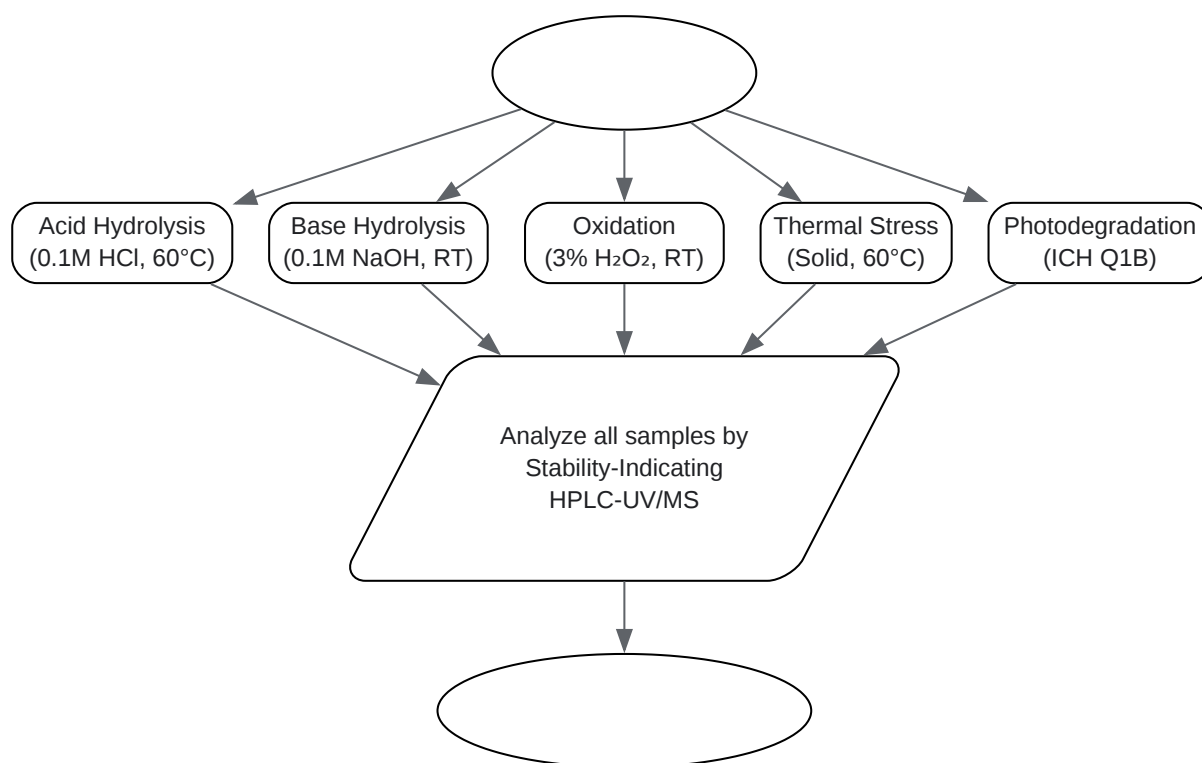 Acid Hydrolysis
(0.1M HCl, 60°C)
Base Hydrolysis
(0.1M NaOH, RT)
Oxidation
(3% H₂O₂, RT)
Thermal Stress
(Solid, 60°C)
Photodegradation
(ICH Q1B)
Analyze all samples by
Stability-Indicating
HPLC-UV/MS